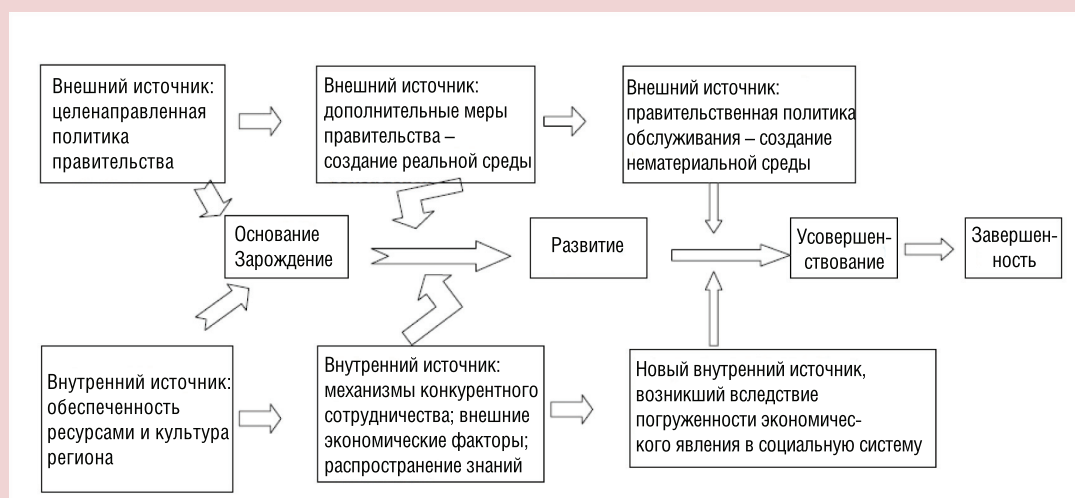 Внешний источник:
целенаправленная
политика
правительства
Внешний источник:
дополнительные меры
правительства –
создание реальной среды
Внешний источник:
правительственная политика
обслуживания – создание
нематериальной среды
Основание
Зарождение
Развитие
Усовершен-
ствование
Завершен-
ность
Внутренний источник:
обеспеченность
ресурсами и культура
региона
Внутренний источник:
механизмы конкурентного
сотрудничества; внешние
экономические факторы;
распространение знаний
Новый внутренний источник,
возникший вследствие
погруженности экономичес-
кого явления в социальную систему